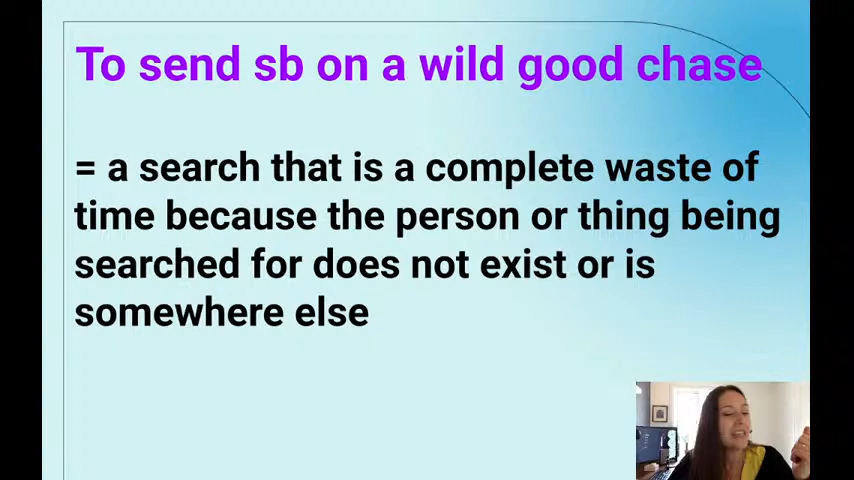 To send sb on a wild good chase
= a search that is a complete waste of
time because the person or thing being
searched for does not exist or is
somewhere else